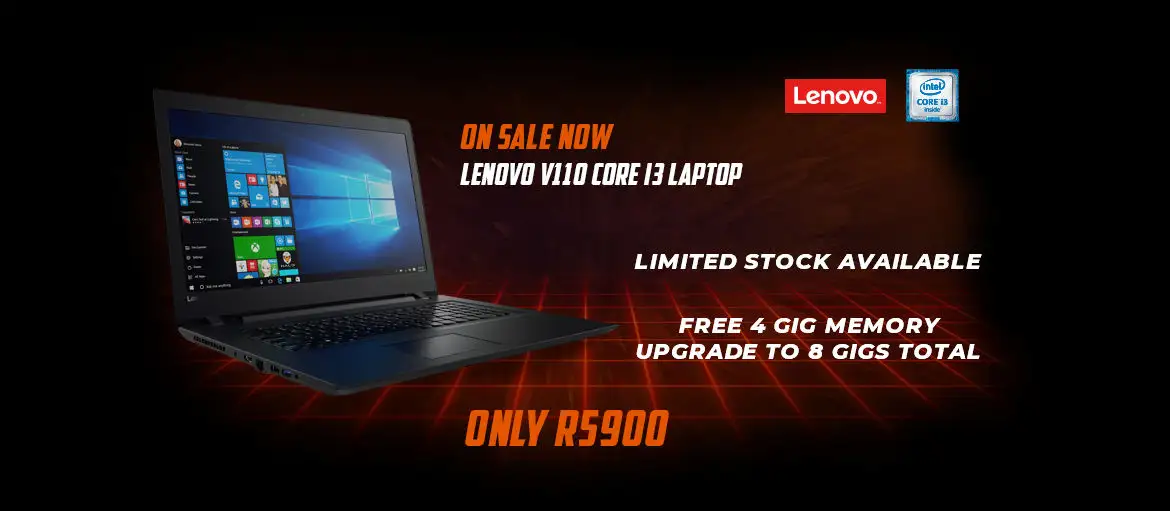 Lenovo
intel
CORE i3
inside
ON SALE NOW
LENOVO V110 CORE I3 LAPTOP
LIMITED STOCK AVAILABLE
FREE 4 GIG MEMORY
UPGRADE TO 8 GIGS TOTAL
ONLY R5900